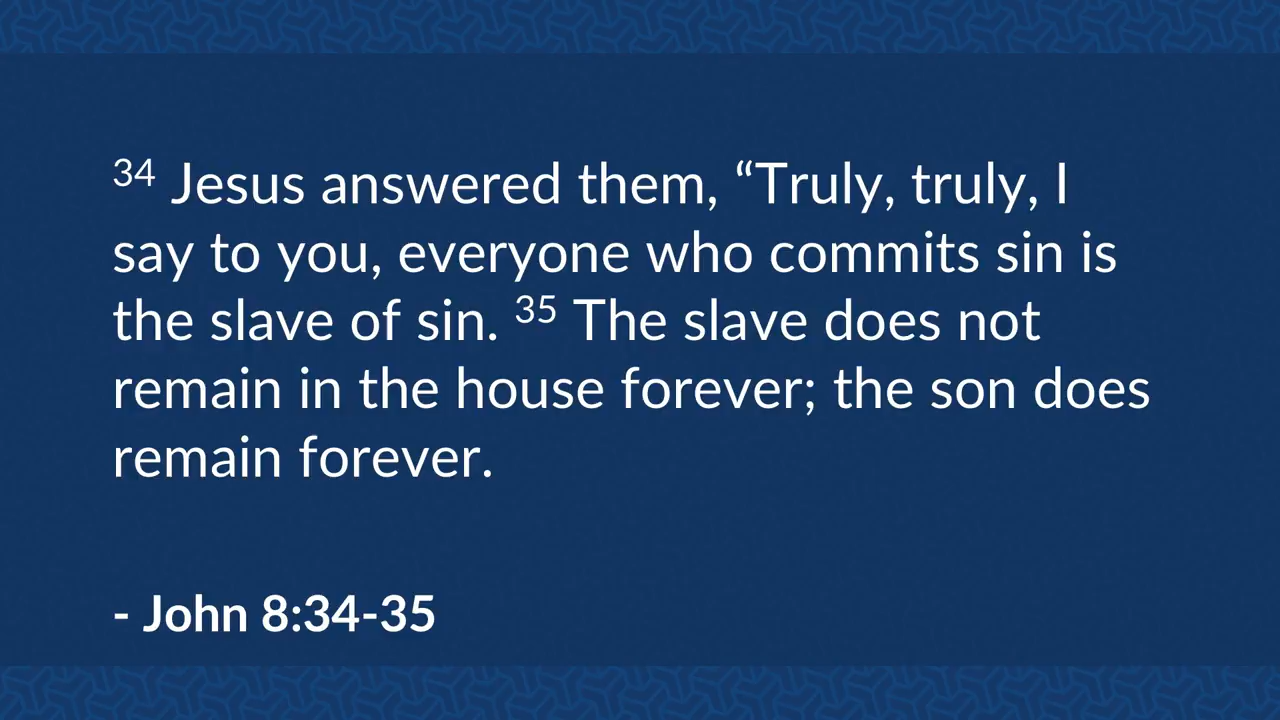 ³⁴ Jesus answered them, “Truly, truly, I
say to you, everyone who commits sin is
the slave of sin. ³⁵ The slave does not
remain in the house forever; the son does
remain forever.
- John 8:34-35